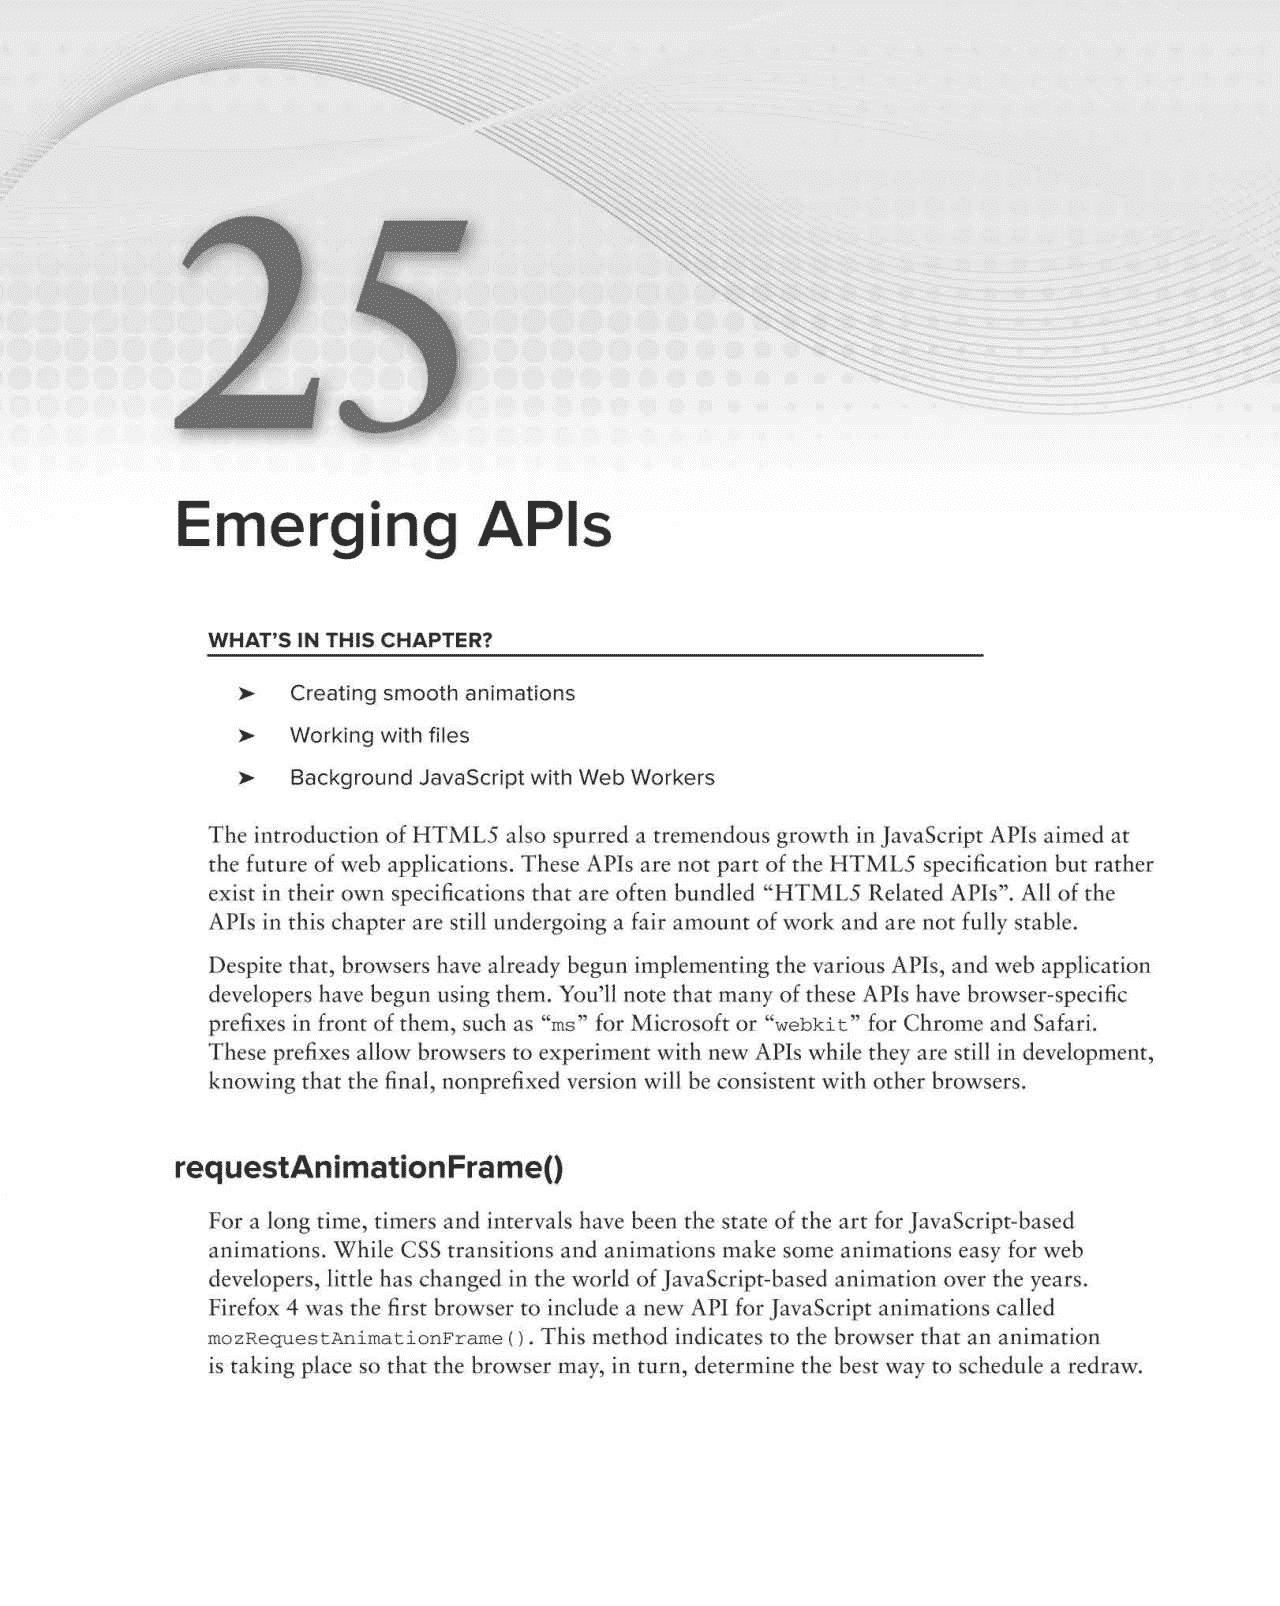 25
Emerging APIs
WHAT'S IN THIS CHAPTER?
➤ Creating smooth animations
➤ Working with files
➤ Background JavaScript with Web Workers
The introduction of HTML5 also spurred a tremendous growth in JavaScript APIs aimed at
the future of web applications. These APIs are not part of the HTML5 specification but rather
exist in their own specifications that are often bundled “HTML5 Related APIs”. All of the
APIs in this chapter are still undergoing a fair amount of work and are not fully stable.
Despite that, browsers have already begun implementing the various APIs, and web application
developers have begun using them. You’ll note that many of these APIs have browser-specific
prefixes in front of them, such as “ms” for Microsoft or “webkit” for Chrome and Safari.
These prefixes allow browsers to experiment with new APIs while they are still in development,
knowing that the final, nonprefixed version will be consistent with other browsers.
requestAnimationFrame()
For a long time, timers and intervals have been the state of the art for JavaScript-based
animations. While CSS transitions and animations make some animations easy for web
developers, little has changed in the world of JavaScript-based animation over the years.
Firefox 4 was the first browser to include a new API for JavaScript animations called
mozRequestAnimationFrame(). This method indicates to the browser that an animation
is taking place so that the browser may, in turn, determine the best way to schedule a redraw.